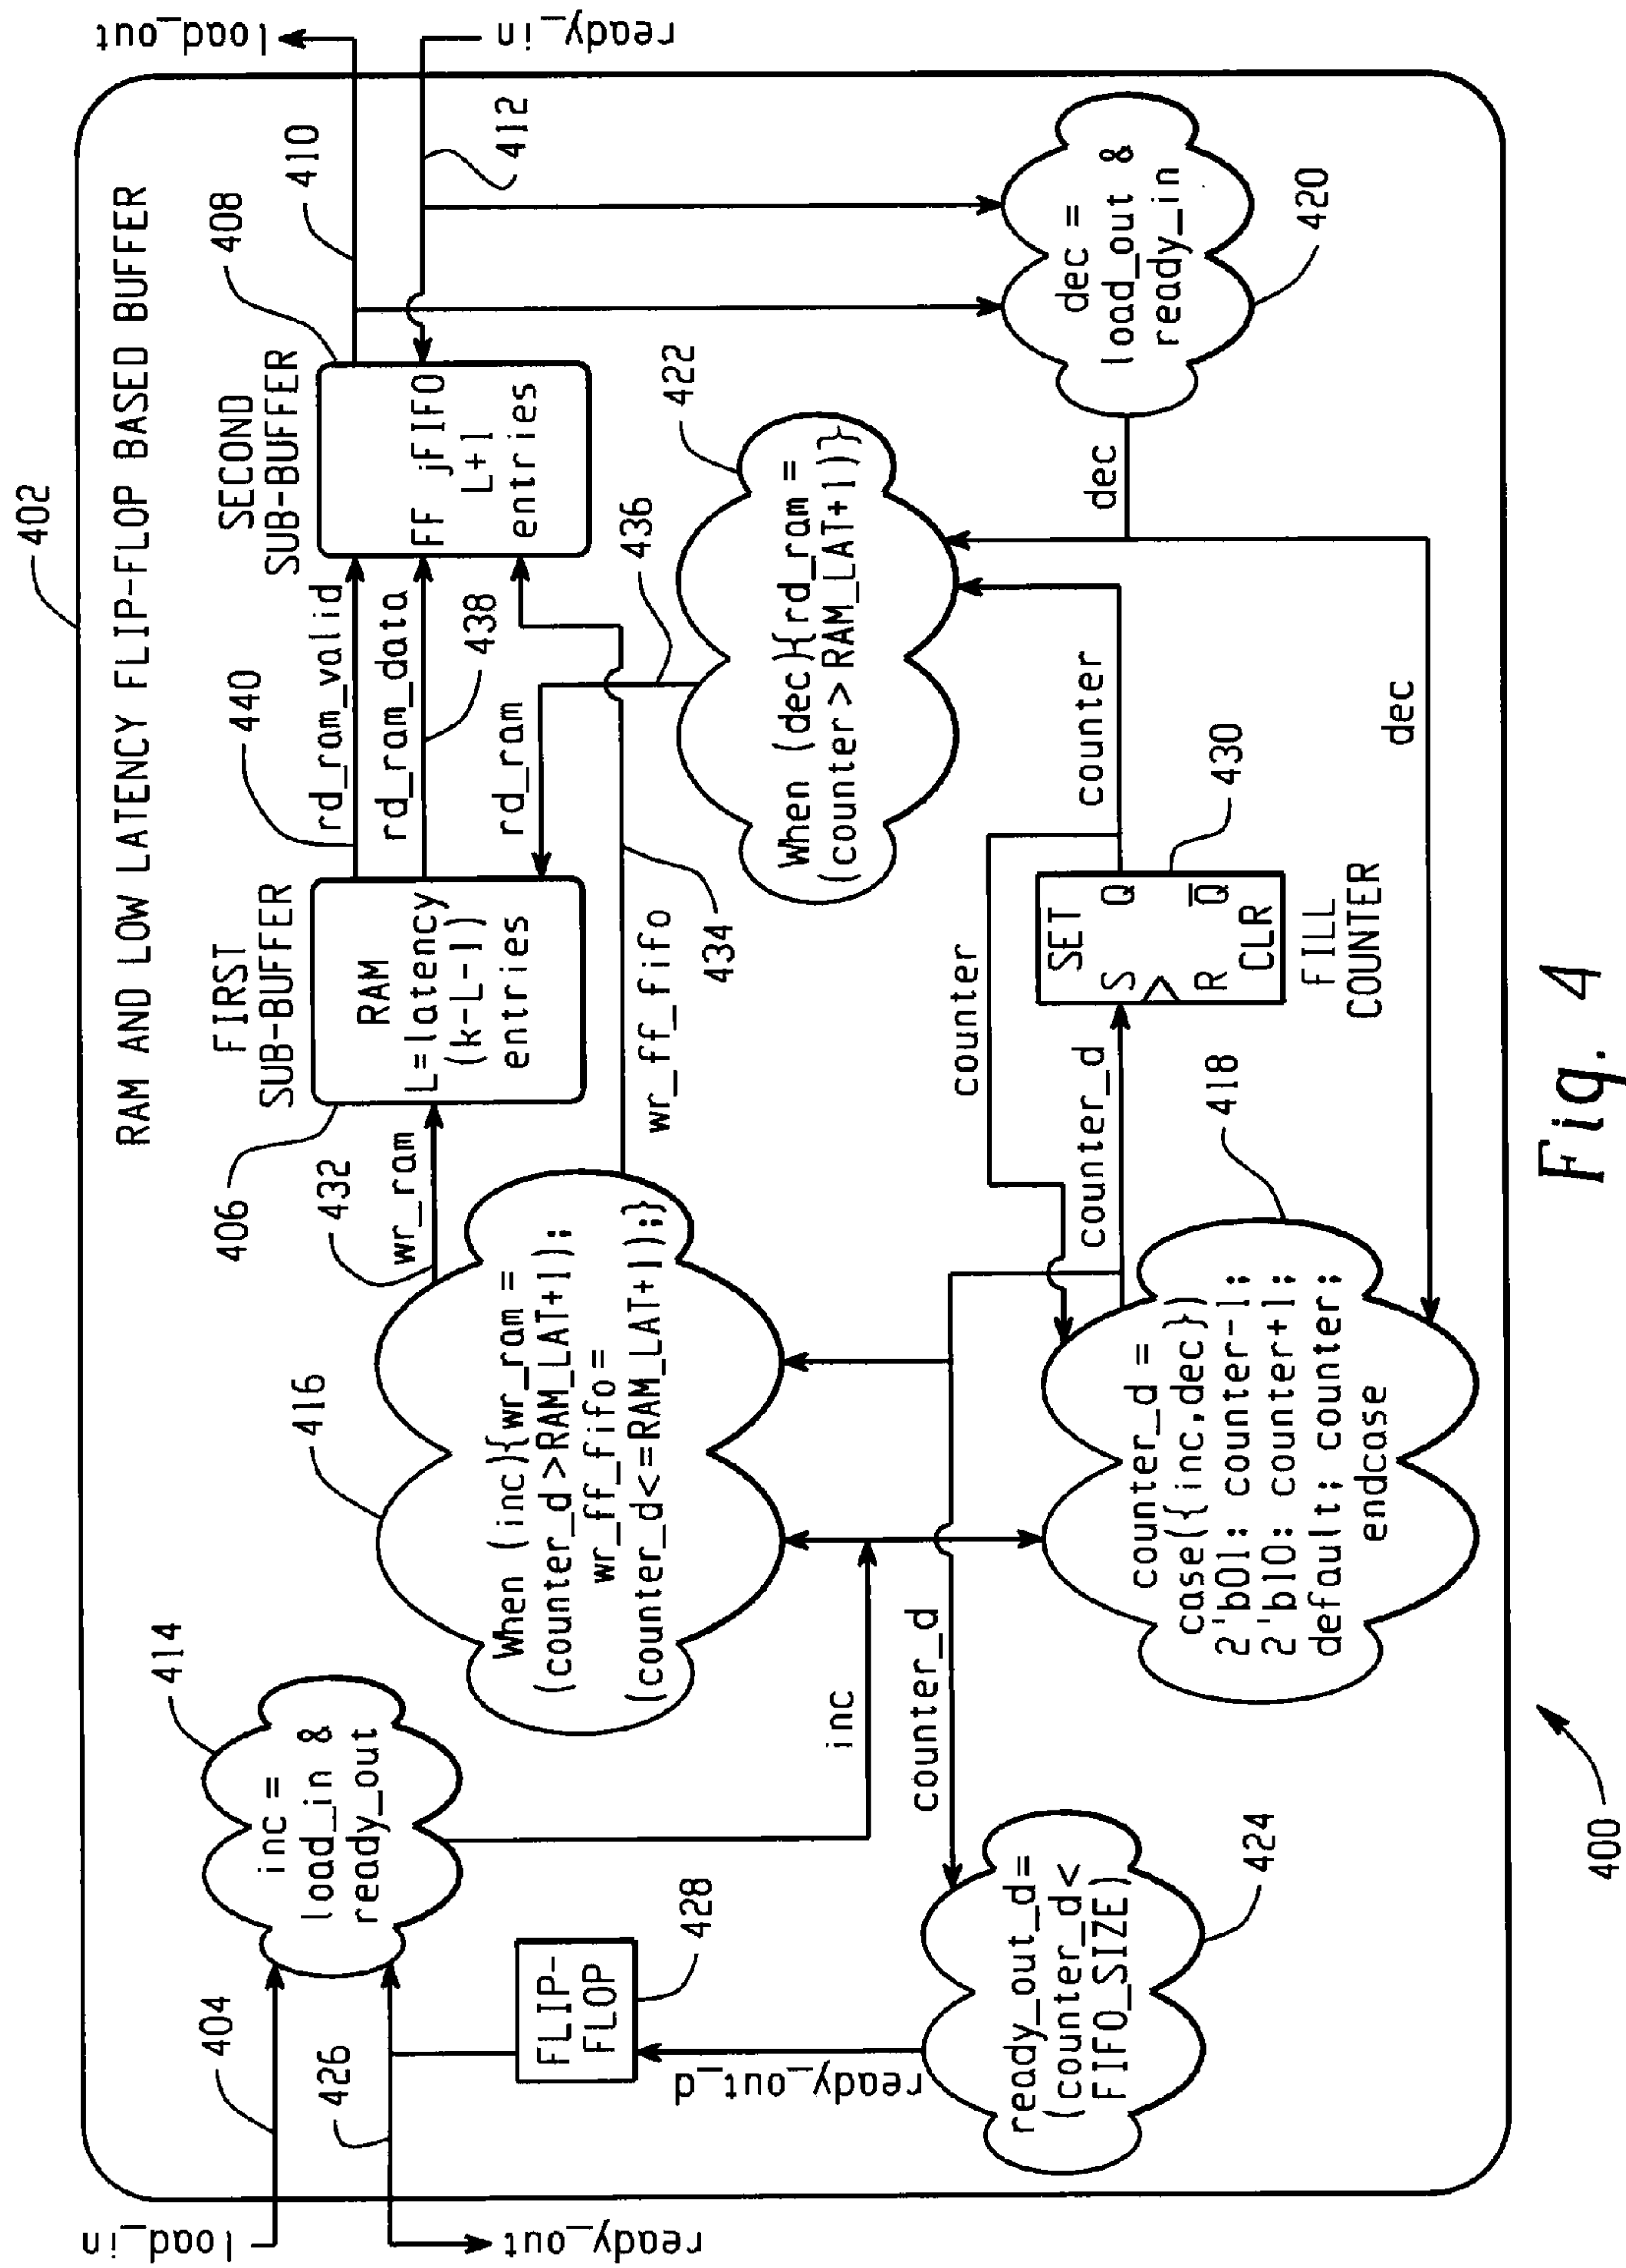 402
RAM AND LOW LATENCY FLIP-FLOP BASED BUFFER
load_in
404
ready_out
426
414
inc =
load_in &
ready_out
FLIP-
FLOP
428
ready_out_d
ready_out_d=
(counter_d<
FIFO_SIZE)
424
inc
counter_d
416
When (inc){wr_ram =
(counter_d>RAM_LAT+1);
wr_ff_fifo =
(counter_d<=RAM_LAT+1);}
432
wr_ram
406
FIRST
SUB-BUFFER
RAM
L=latency
(k-L-1)
entries
440
rd_ram_valid
rd_ram_data
438
rd_ram
436
wr_ff_fifo
434
SECOND
SUB-BUFFER
408
FF jFIFO
L+1
entries
410
412
load_out
ready_in
422
When (dec){rd_ram =
(counter>RAM_LAT+1)}
dec =
load_out &
ready_in
420
dec
counter
counter
counter_d
418
counter_d =
case({inc,dec})
2'b01: counter-1;
2'b10: counter+1;
default; counter;
endcase
SET
S Q
R Q
CLR
430
FILL
COUNTER
dec
400
Fig. 4